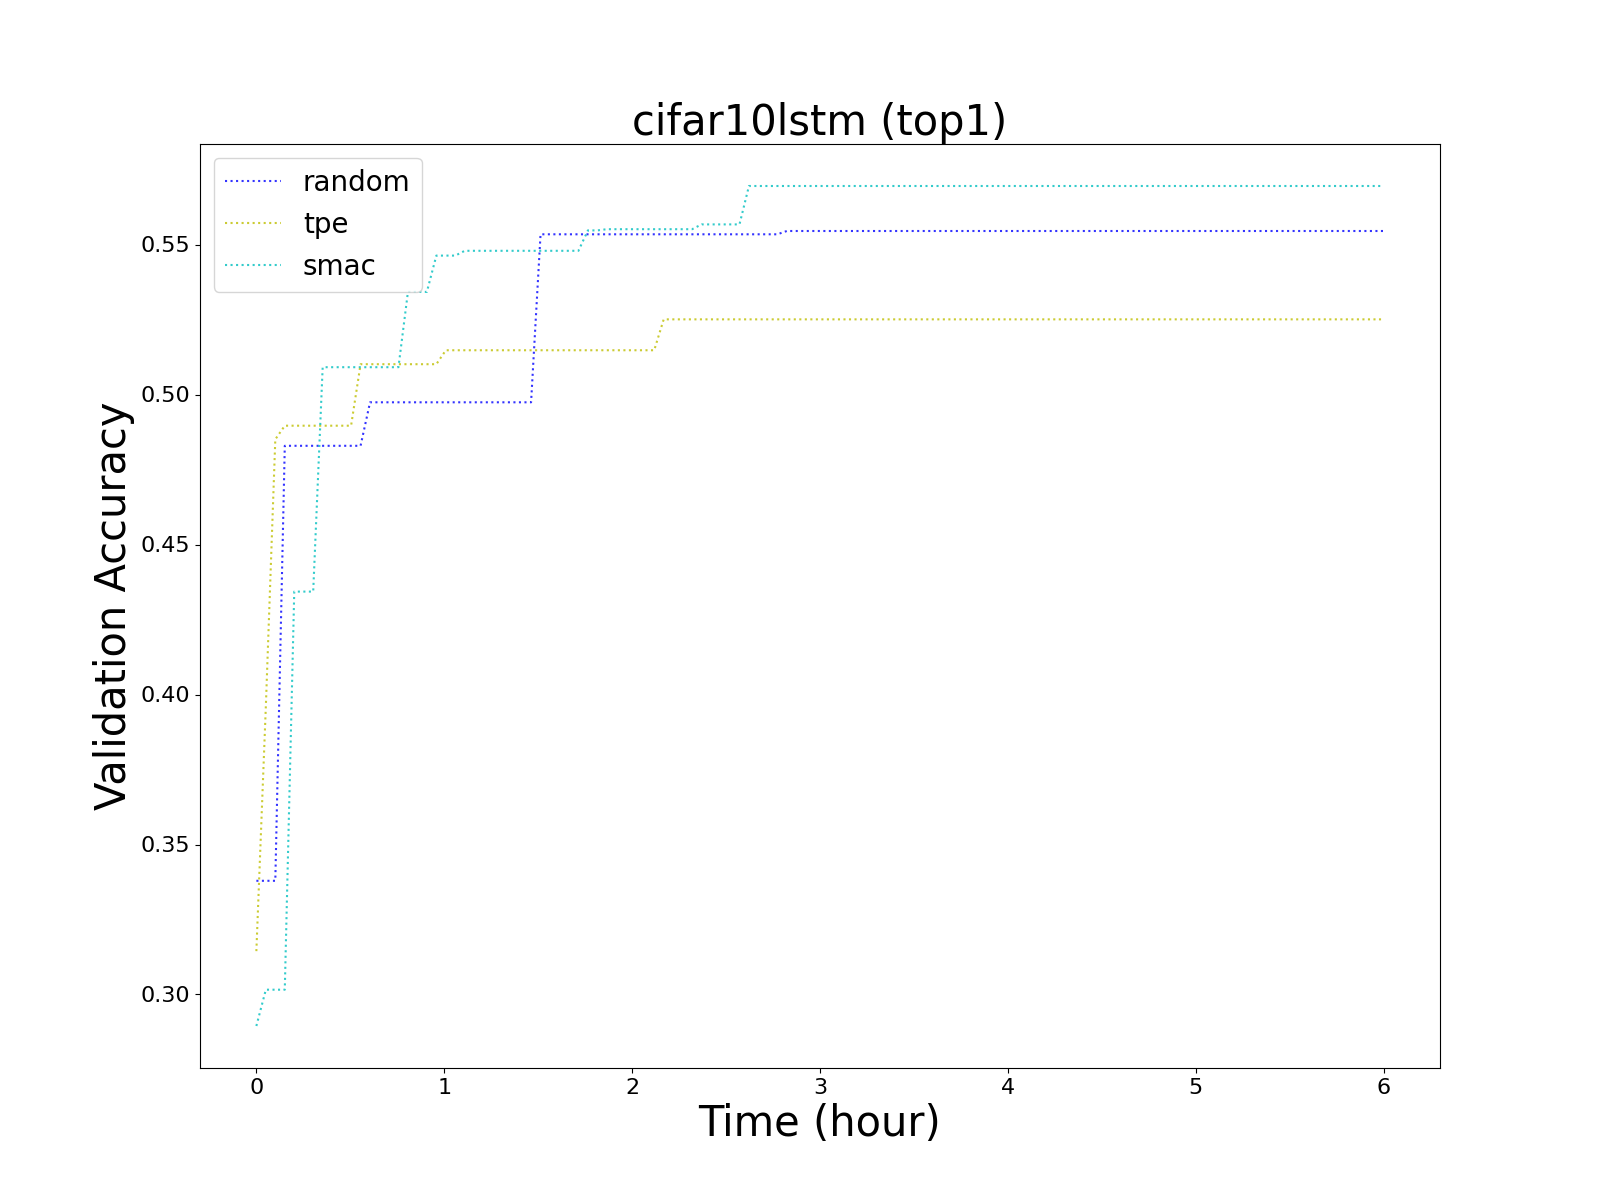 cifar10lstm (top1)
random
tpe
smac
0.55
0.50
0.45
0.40
0.35
0.30
Validation Accuracy
0 1 2 3 4 5 6
Time (hour)